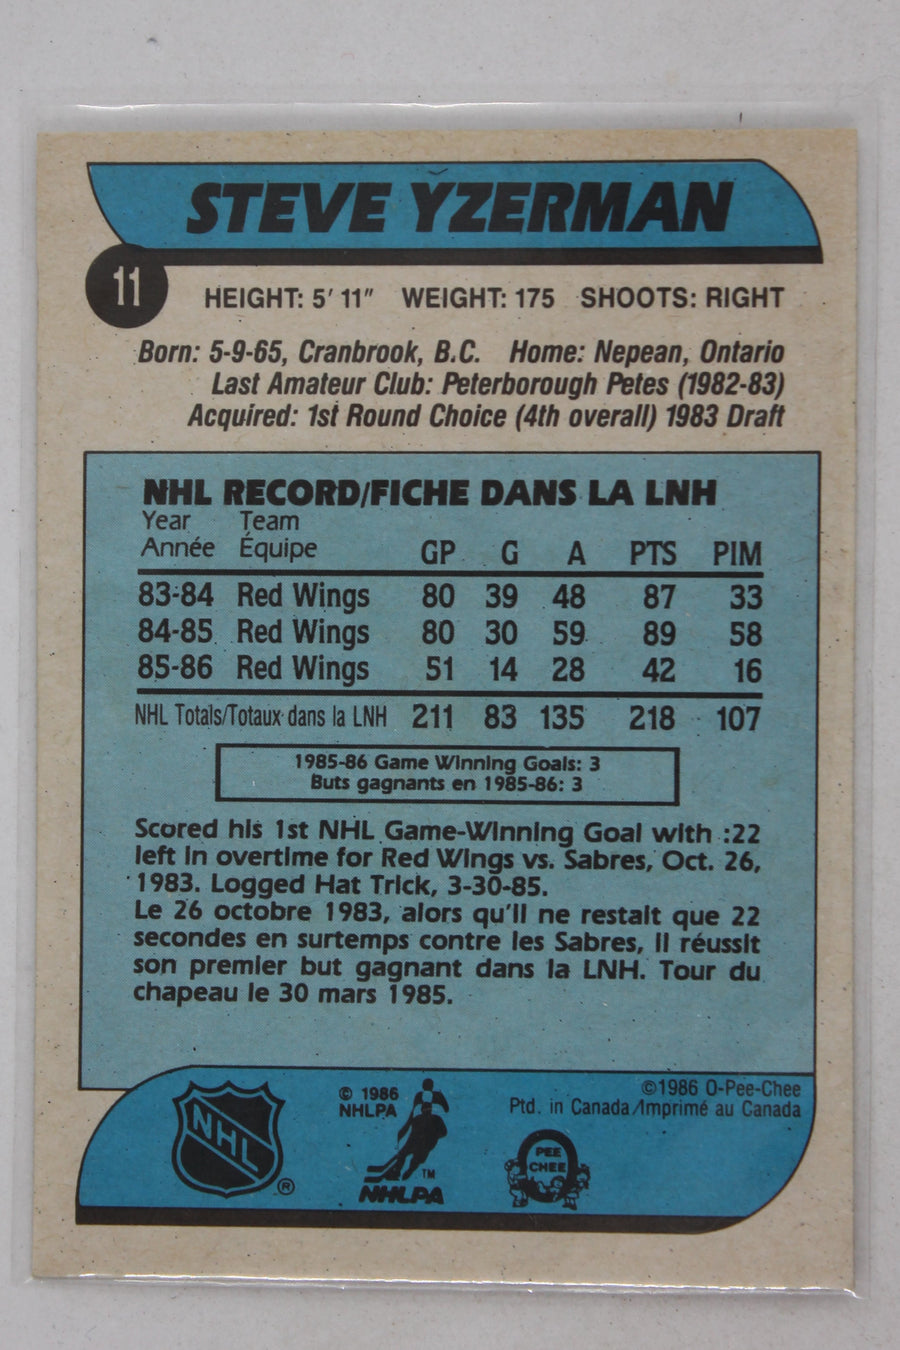 STEVE YZERMAN
11
HEIGHT: 5' 11" WEIGHT: 175 SHOOTS: RIGHT
Born: 5-9-65, Cranbrook, B.C. Home: Nepean, Ontario
Last Amateur Club: Peterborough Petes (1982-83)
Acquired: 1st Round Choice (4th overall) 1983 Draft
NHL RECORD/FICHE DANS LA LNH
Year Team
Année Équipe GP G A PTS PIM
83-84 Red Wings 80 39 48 87 33
84-85 Red Wings 80 30 59 89 58
85-86 Red Wings 51 14 28 42 16
NHL Totals/Totaux dans la LNH 211 83 135 218 107
1985-86 Game Winning Goals: 3
Buts gagnants en 1985-86: 3
Scored his 1st NHL Game-Winning Goal with :22
left in overtime for Red Wings vs. Sabres, Oct. 26,
1983. Logged Hat Trick, 3-30-85.
Le 26 octobre 1983, alors qu'il ne restait que 22
secondes en surtemps contre les Sabres, il réussit
son premier but gagnant dans la LNH. Tour du
chapeau le 30 mars 1985.
©1986 O-Pee-Chee
Ptd. in Canada/Imprimé au Canada
© 1986
NHLPA
NHL
®
TM
NHLPA
O
PEE
CHEE